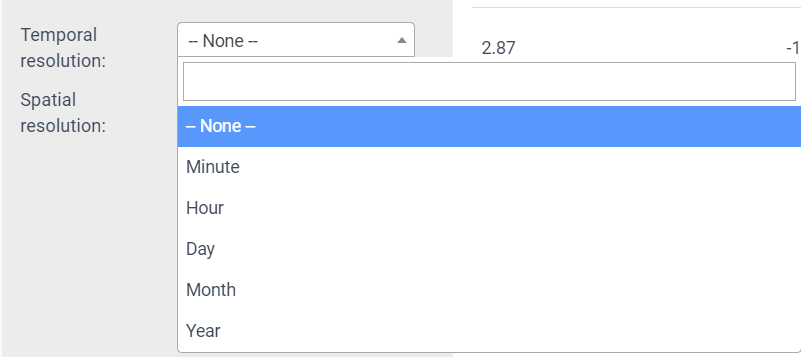 Temporal
resolution:
-- None --
2.87
-1
Spatial
resolution:
-- None --
Minute
Hour
Day
Month
Year